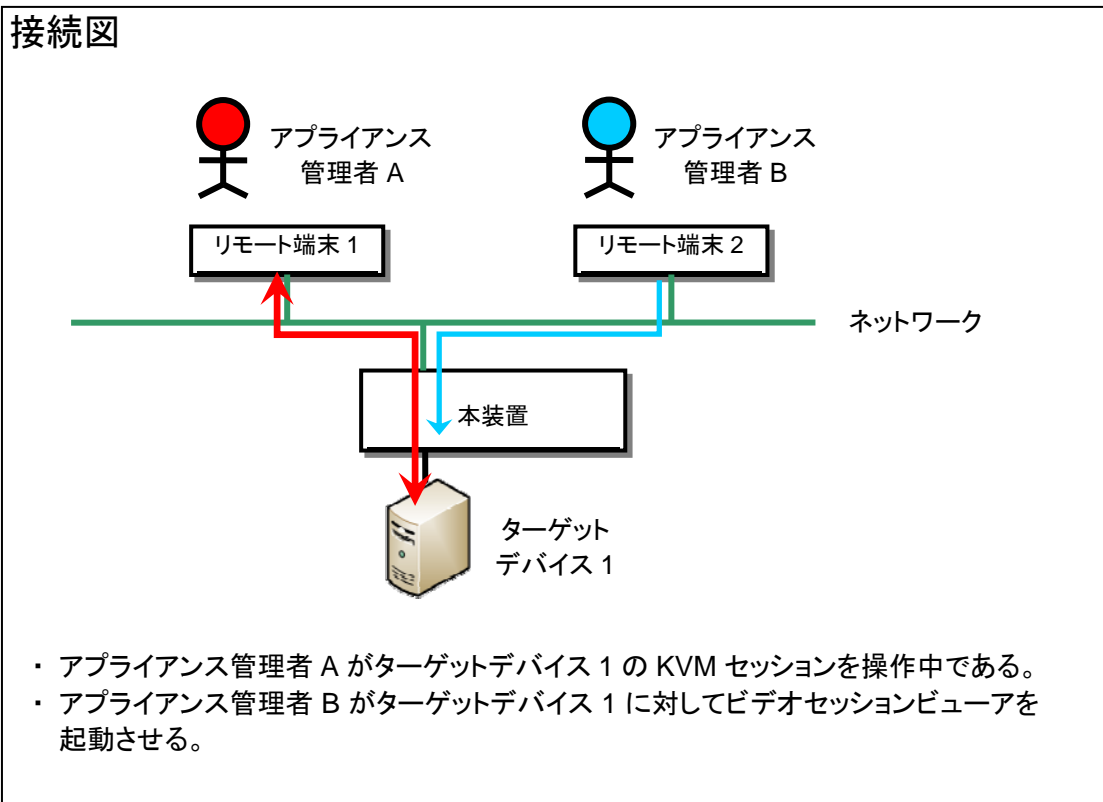 接続図
アプライアンス
管理者 A
アプライアンス
管理者 B
リモート端末 1
リモート端末 2
ネットワーク
本装置
ターゲット
デバイス 1
・ アプライアンス管理者 A がターゲットデバイス 1 の KVM セッションを操作中である。
・ アプライアンス管理者 B がターゲットデバイス 1 に対してビデオセッションビューアを
起動させる。